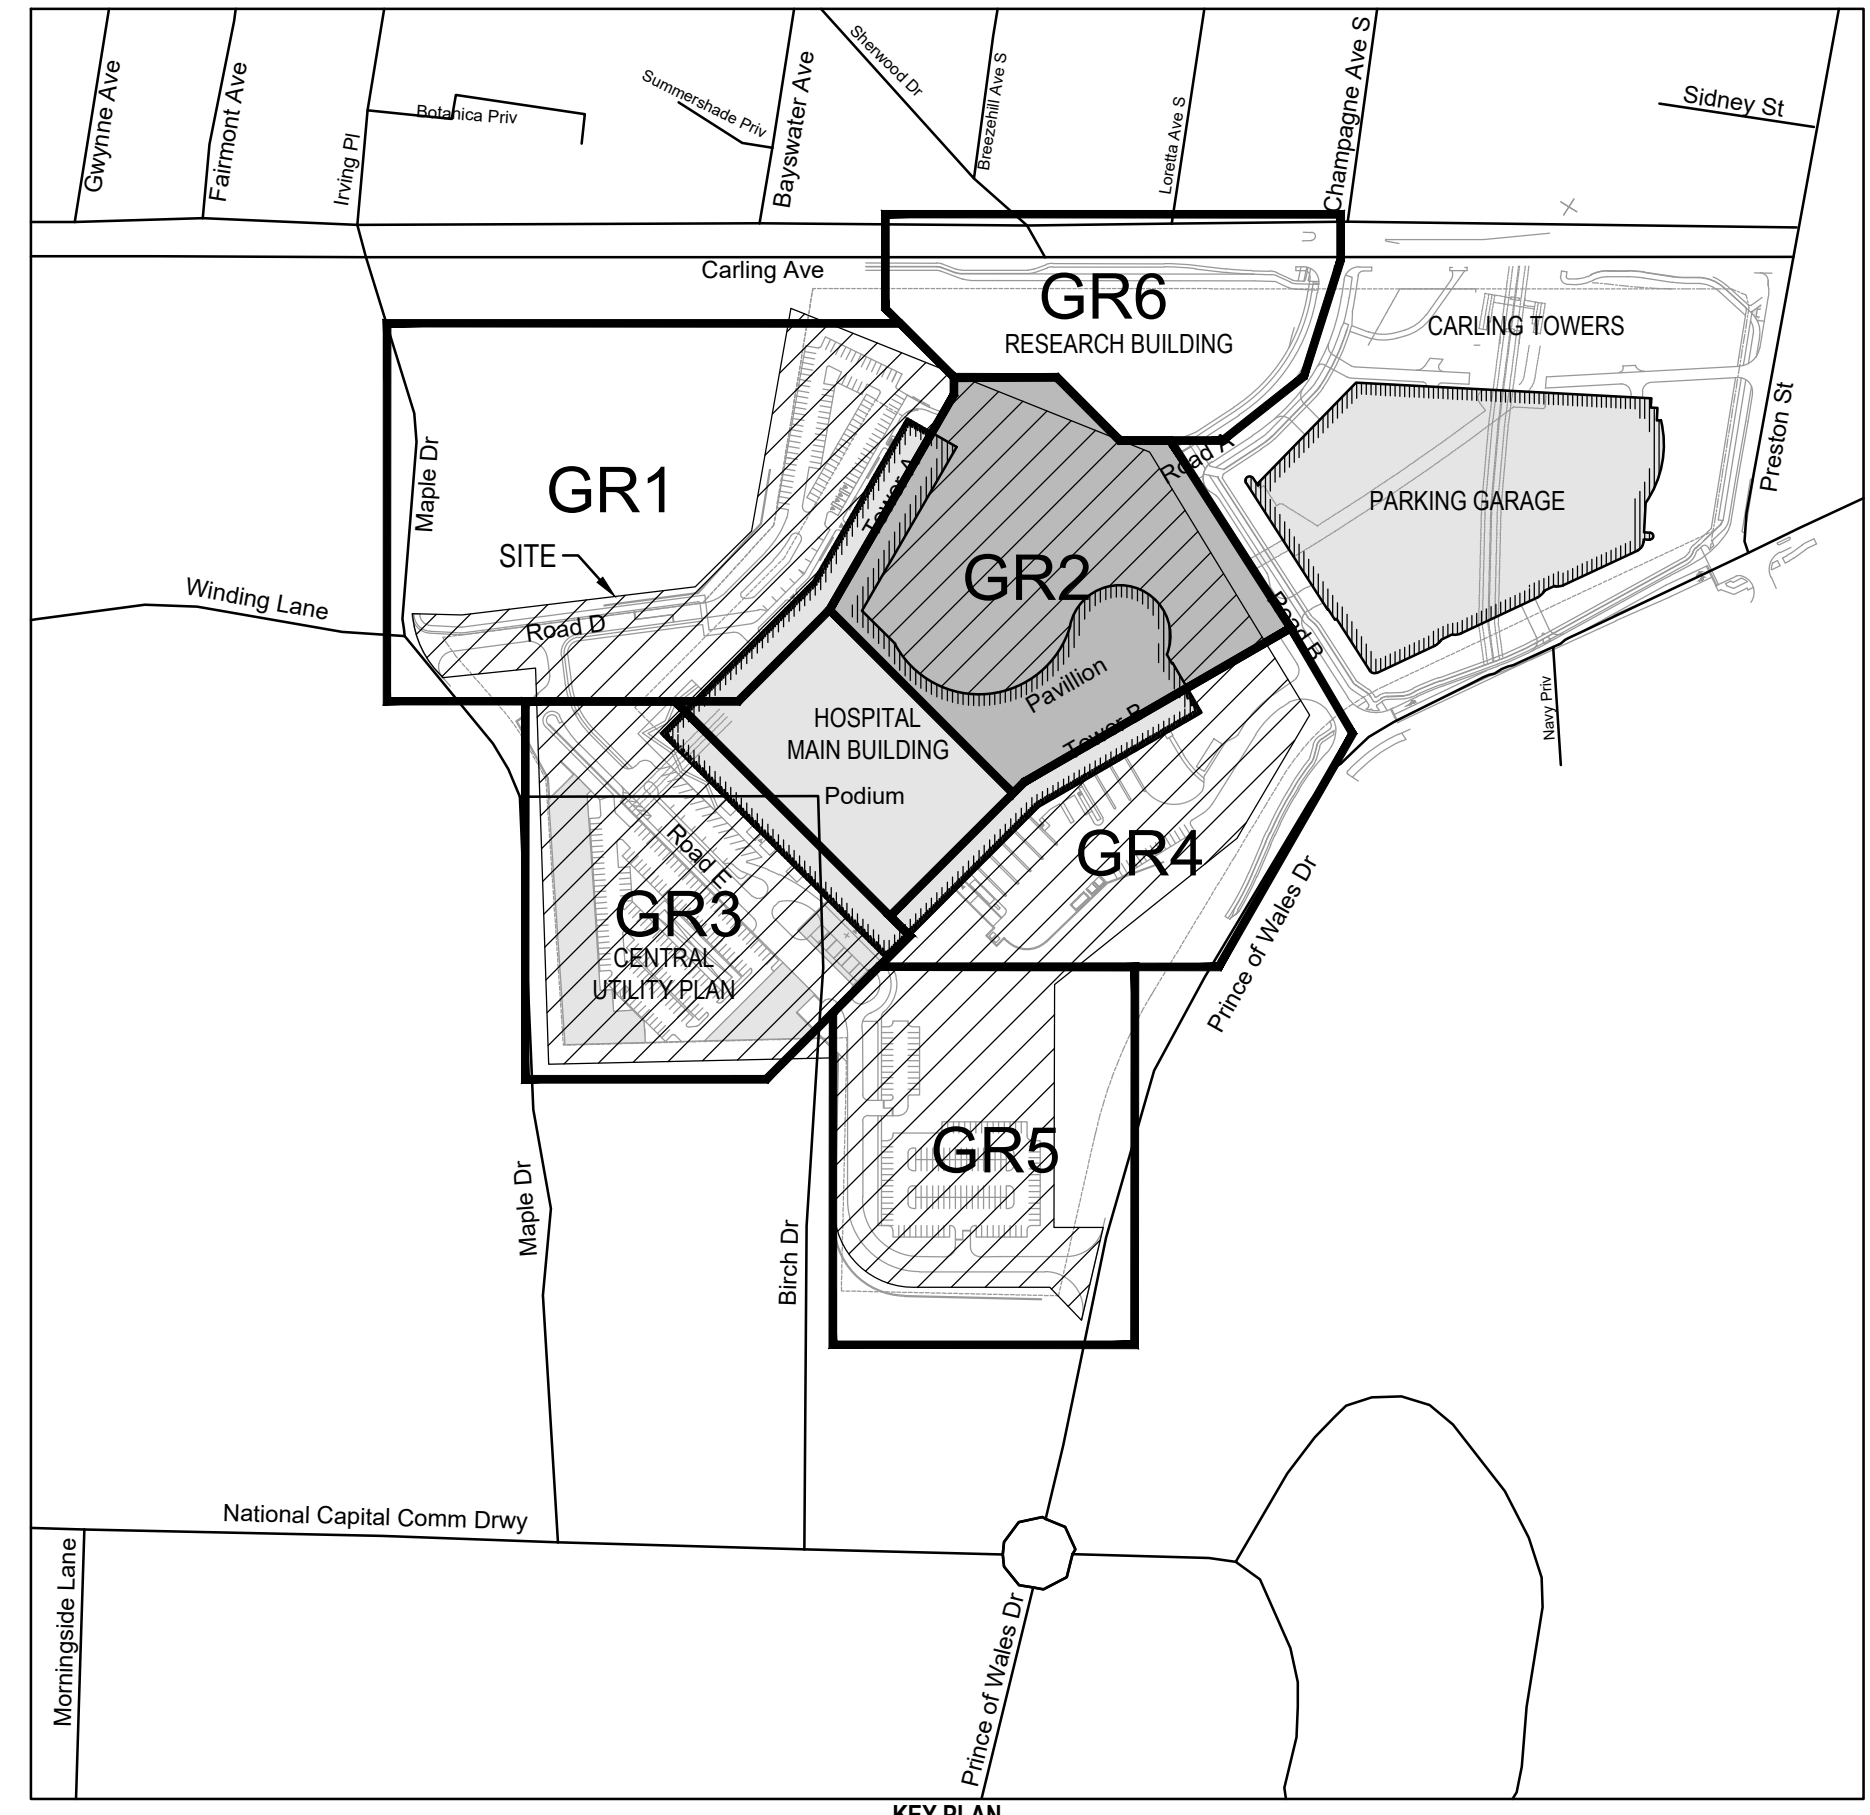 Gwynne Ave
Fairmont Ave
Irving Pl
Botanica Priv
Summershade Priv
Bayswater Ave
Sherwood Dr
Breezehill Ave S
Loretta Ave S
Champagne Ave S
Sidney St
Carling Ave
GR6
RESEARCH BUILDING
CARLING TOWERS
Preston St
Maple Dr
GR1
SITE
Tower A
Road A
PARKING GARAGE
GR2
Winding Lane
Road D
Road B
Pavillion
Tower B
Navy Priv
HOSPITAL
MAIN BUILDING
Podium
Road E
GR4
GR3
CENTRAL
UTILITY PLAN
Prince of Wales Dr
GR5
Maple Dr
Birch Dr
National Capital Comm Drwy
Morningside Lane
Prince of Wales Dr
KEY PLAN